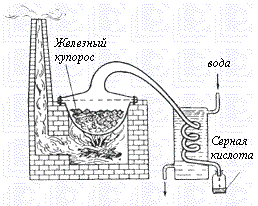 Железный
купорос
вода
Серная
кислота